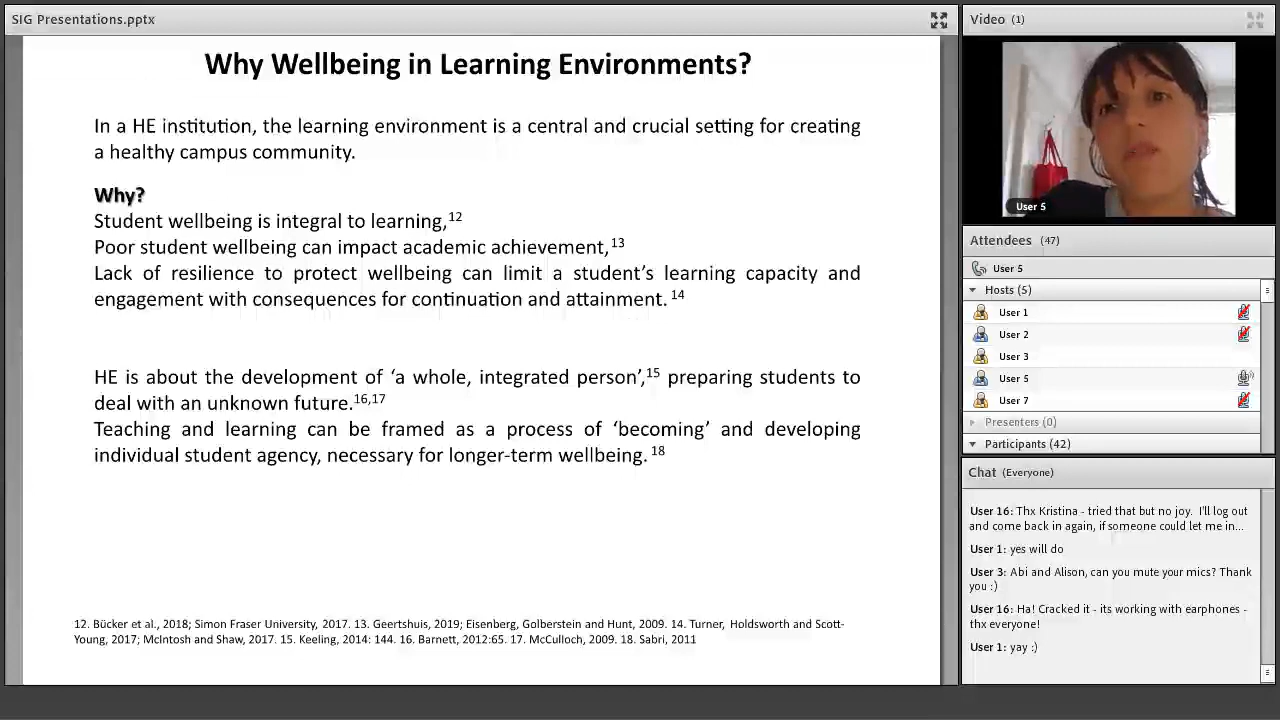 SIG Presentations.pptx
Why Wellbeing in Learning Environments?
In a HE institution, the learning environment is a central and crucial setting for creating
a healthy campus community.
Why?
Student wellbeing is integral to learning,12
Poor student wellbeing can impact academic achievement,13
Lack of resilience to protect wellbeing can limit a student’s learning capacity and
engagement with consequences for continuation and attainment. 14
HE is about the development of ‘a whole, integrated person’,15 preparing students to
deal with an unknown future.16,17
Teaching and learning can be framed as a process of ‘becoming’ and developing
individual student agency, necessary for longer-term wellbeing. 18
12. Bücker et al., 2018; Simon Fraser University, 2017. 13. Geertshuis, 2019; Eisenberg, Golberstein and Hunt, 2009. 14. Turner, Holdsworth and Scott-
Young, 2017; McIntosh and Shaw, 2017. 15. Keeling, 2014: 144. 16. Barnett, 2012:65. 17. McCulloch, 2009. 18. Sabri, 2011
Video (1)
User 5
Attendees (47)
User 5
Hosts (5)
User 1
User 2
User 3
User 5
User 7
Presenters (0)
Participants (42)
Chat (Everyone)
User 16: Thx Kristina - tried that but no joy. I'll log out
and come back in again, if someone could let me in...
User 1: yes will do
User 3: Abi and Alison, can you mute your mics? Thank
you :)
User 16: Ha! Cracked it - its working with earphones -
thx everyone!
User 1: yay :)